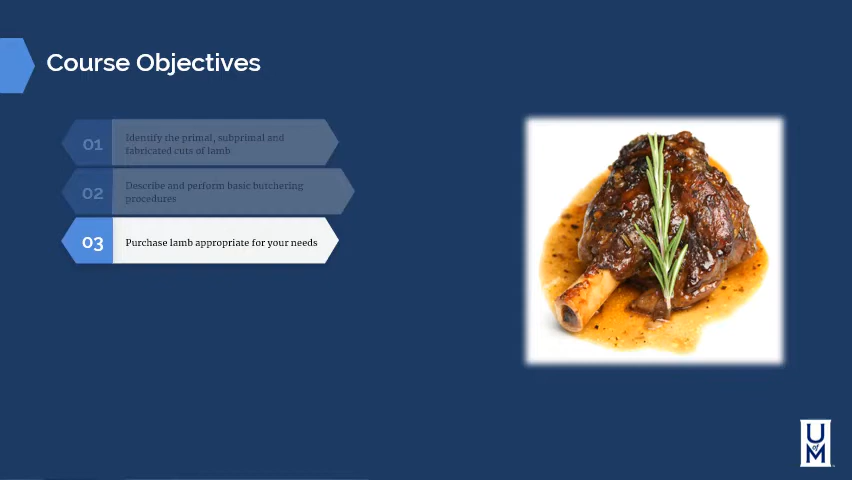 Course Objectives
01
Identify the primal, subprimal and
fabricated cuts of lamb
02
Describe and perform basic butchering
procedures
03
Purchase lamb appropriate for your needs
U
of
M